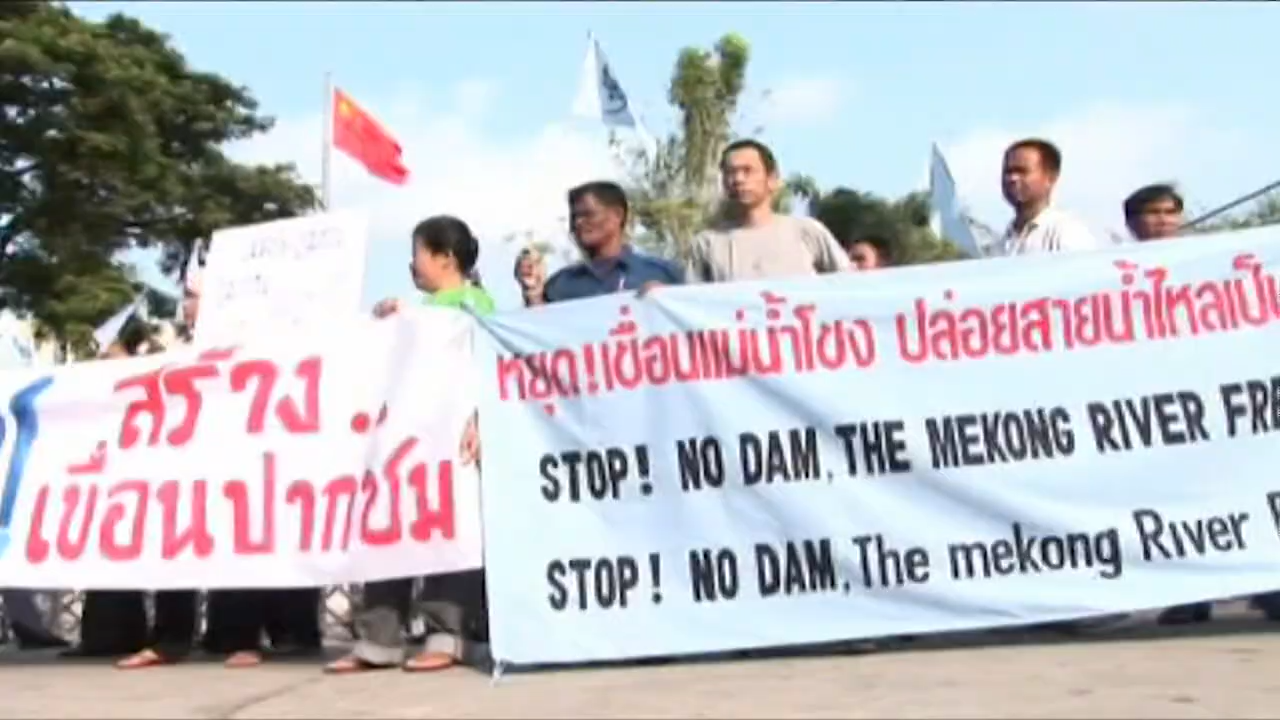 สร้าง
เขื่อนปากชม
หยุด!เขื่อนแม่น้ำโขง ปล่อยสายน้ำไหลเป็น
STOP! NO DAM, THE MEKONG RIVER
STOP! NO DAM, The mekong River